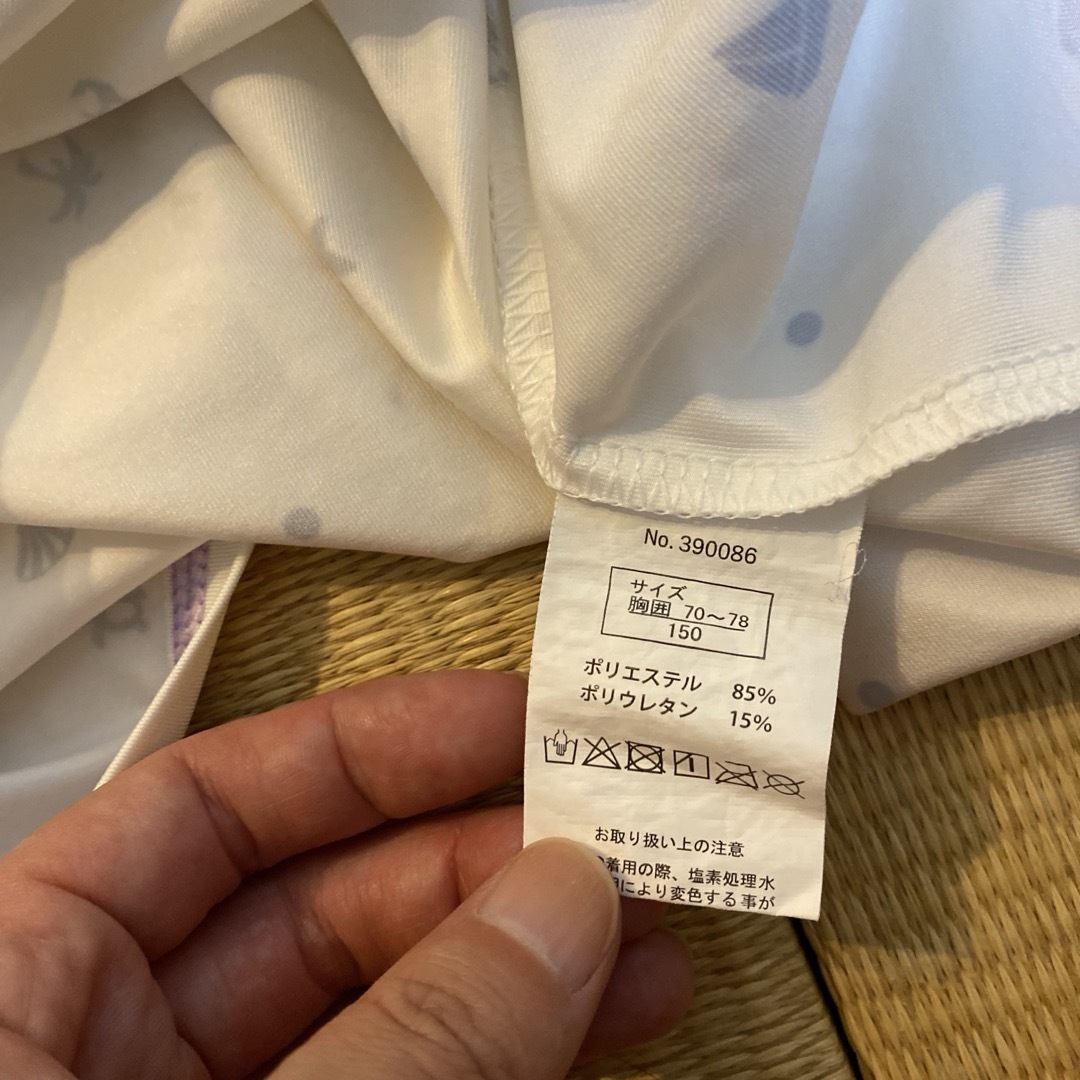 No. 390086
サイズ
胸囲 70～78
150
ポリエステル 85%
ポリウレタン 15%
お取り扱い上の注意
着用の際、塩素処理水
により変色する事が